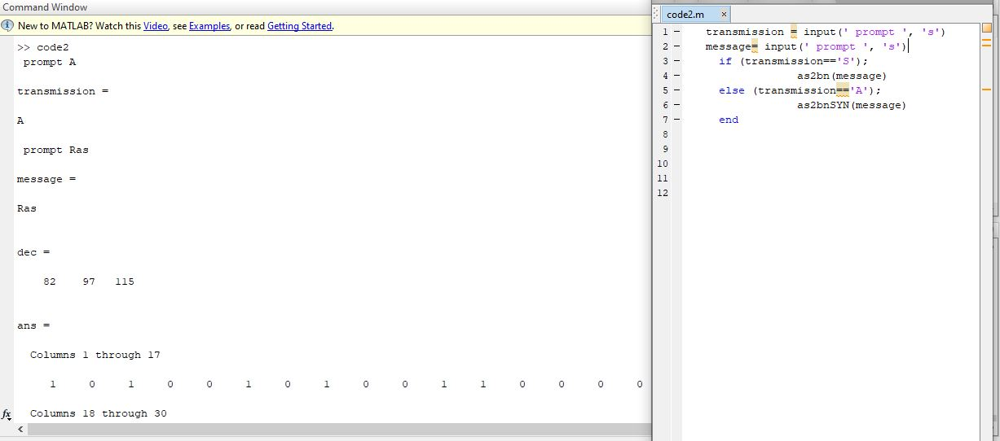 Command Window
New to MATLAB? Watch this Video, see Examples, or read Getting Started.
>> code2
prompt A
transmission =
A
prompt Ras
message =
Ras
dec =
82 97 115
ans =
Columns 1 through 17
1 0 1 0 0 1 0 1 0 0 1 1 0 0 0 0
fx Columns 18 through 30
code2.m ×
1 - transmission = input(' prompt ', 's')
2 - message= input(' prompt ', 's')
3 - if (transmission=='S');
4 - as2bn(message)
5 - else (transmission=='A');
6 - as2bnSYN(message)
7 - end
8
9
10
11
12